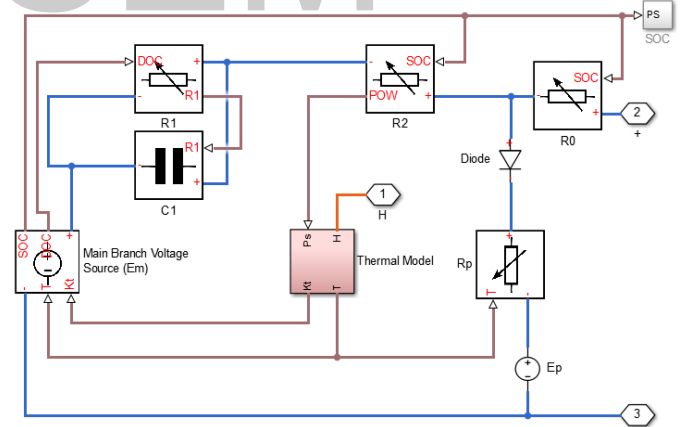 PS
SOC
DOC
+
-
R1
R1
SOC
-
POW
+
R2
SOC
-
+
R0
2
+
R1
-
+
C1
Diode
+
1
H
SOC
DOC
+
-
T
Kt
Main Branch Voltage
Source (Em)
Ps
H
Kt
T
Thermal Model
+
Rp
T
-
+
-
Ep
3